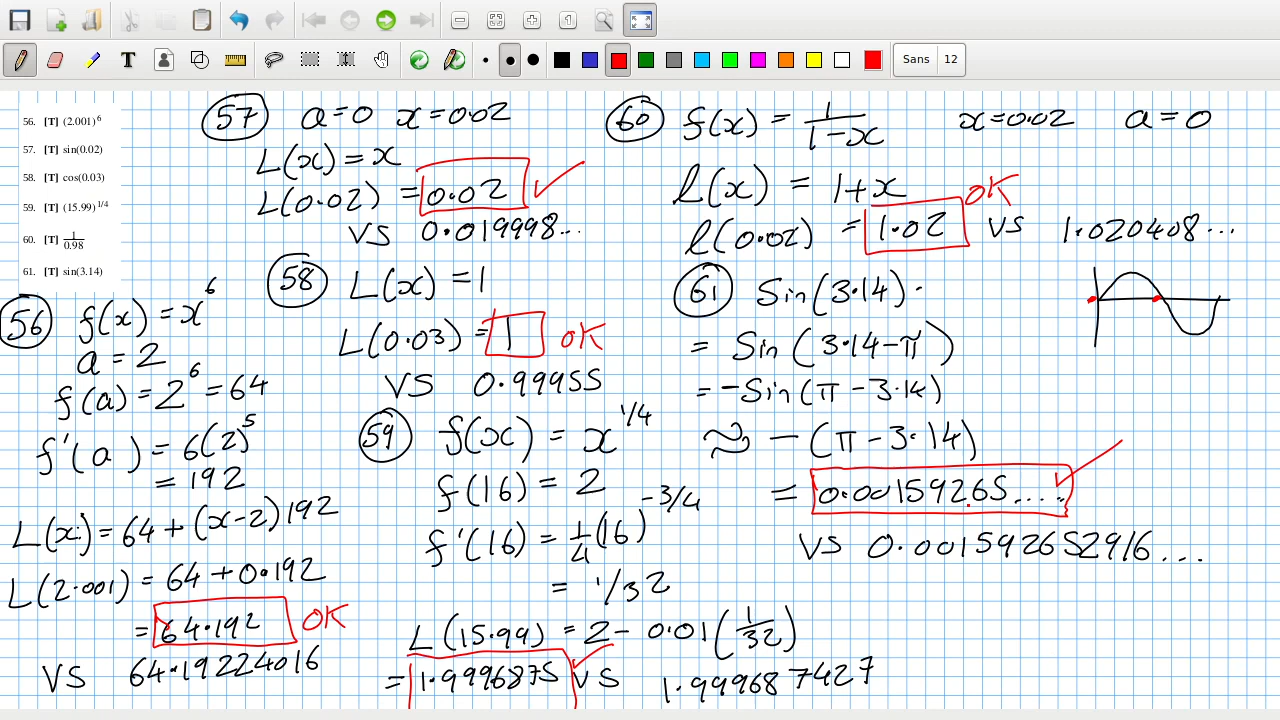 Sans 12
56. [T] (2.001)^6
57. [T] sin(0.02)
58. [T] cos(0.03)
59. [T] (15.99)^1/4
60. [T] 1/0.98
61. [T] sin(3.14)
56 f(x) = x^6
a = 2
f(a) = 2^6 = 64
f'(a) = 6(2)^5
= 192
L(x) = 64 + (x-2)192
L(2.001) = 64 + 0.192
= 64.192 OK
VS 64.19224016
57 a=0 x=0.02
L(x) = x
L(0.02) = 0.02 ✓
VS 0.019998...
58 L(x) = 1
L(0.03) = 1 OK
VS 0.99955
59 f(x) = x^1/4
f(16) = 2
f'(16) = 1/4(16)^-3/4
= 1/32
L(15.99) = 2 - 0.01(1/32)
= 1.9996875 ✓ VS 1.999687427
60 f(x) = 1/1-x x=0.02 a=0
l(x) = 1+x
l(0.02) = 1.02 OK VS 1.020408...
61 Sin(3.14).
= Sin(3.14-π)
= -Sin(π-3.14)
≈ -(π-3.14)
= 0.00159265.... ✓
VS 0.001592652916...